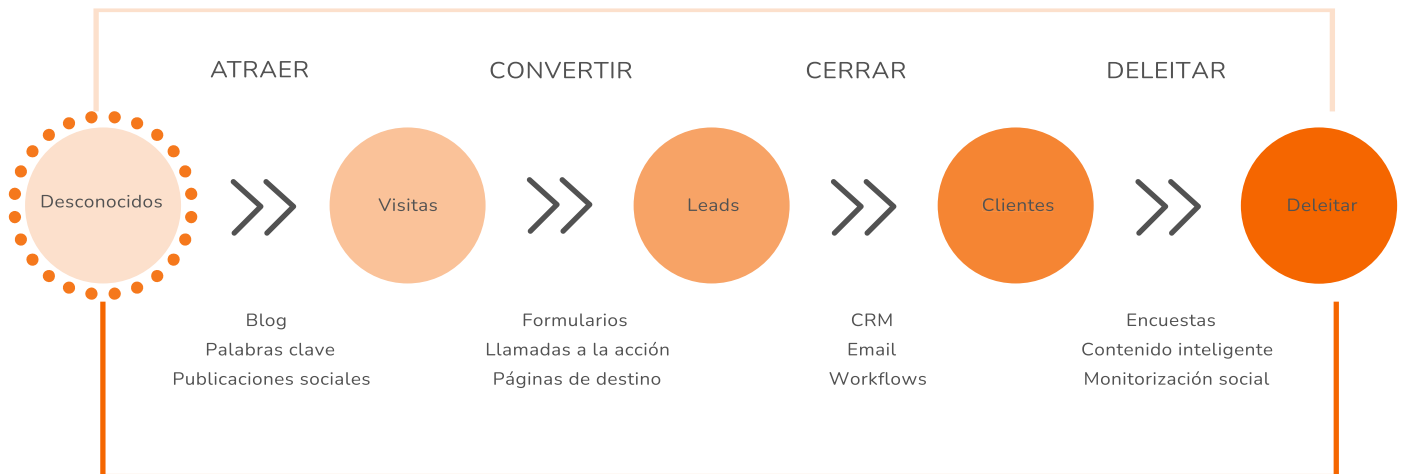 ATRAER
CONVERTIR
CERRAR
DELEITAR
Desconocidos
Visitas
Leads
Clientes
Deleitar
Blog
Palabras clave
Publicaciones sociales
Formularios
Llamadas a la acción
Páginas de destino
CRM
Email
Workflows
Encuestas
Contenido inteligente
Monitorización social